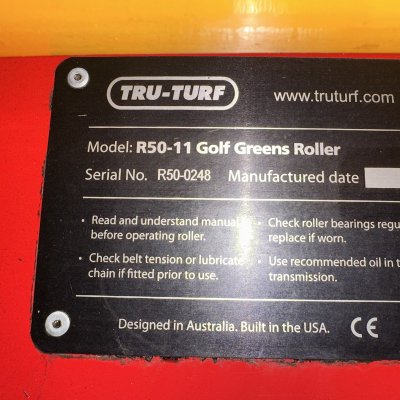 TRU-TURF
www.truturf.com
Model: R50-11 Golf Greens Roller
Serial No. R50-0248 Manufactured date
• Read and understand manual
before operating roller.
• Check belt tension or lubricate
chain if fitted prior to use.
• Check roller bearings
replace if worn.
• Use recommended oil in
transmission.
Designed in Australia. Built in the USA. CE